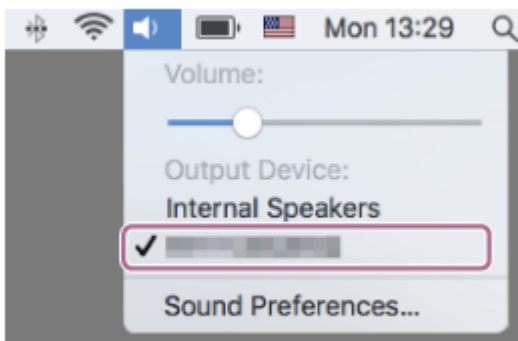 Mon 13:29
Volume:
Output Device:
Internal Speakers
Sound Preferences...